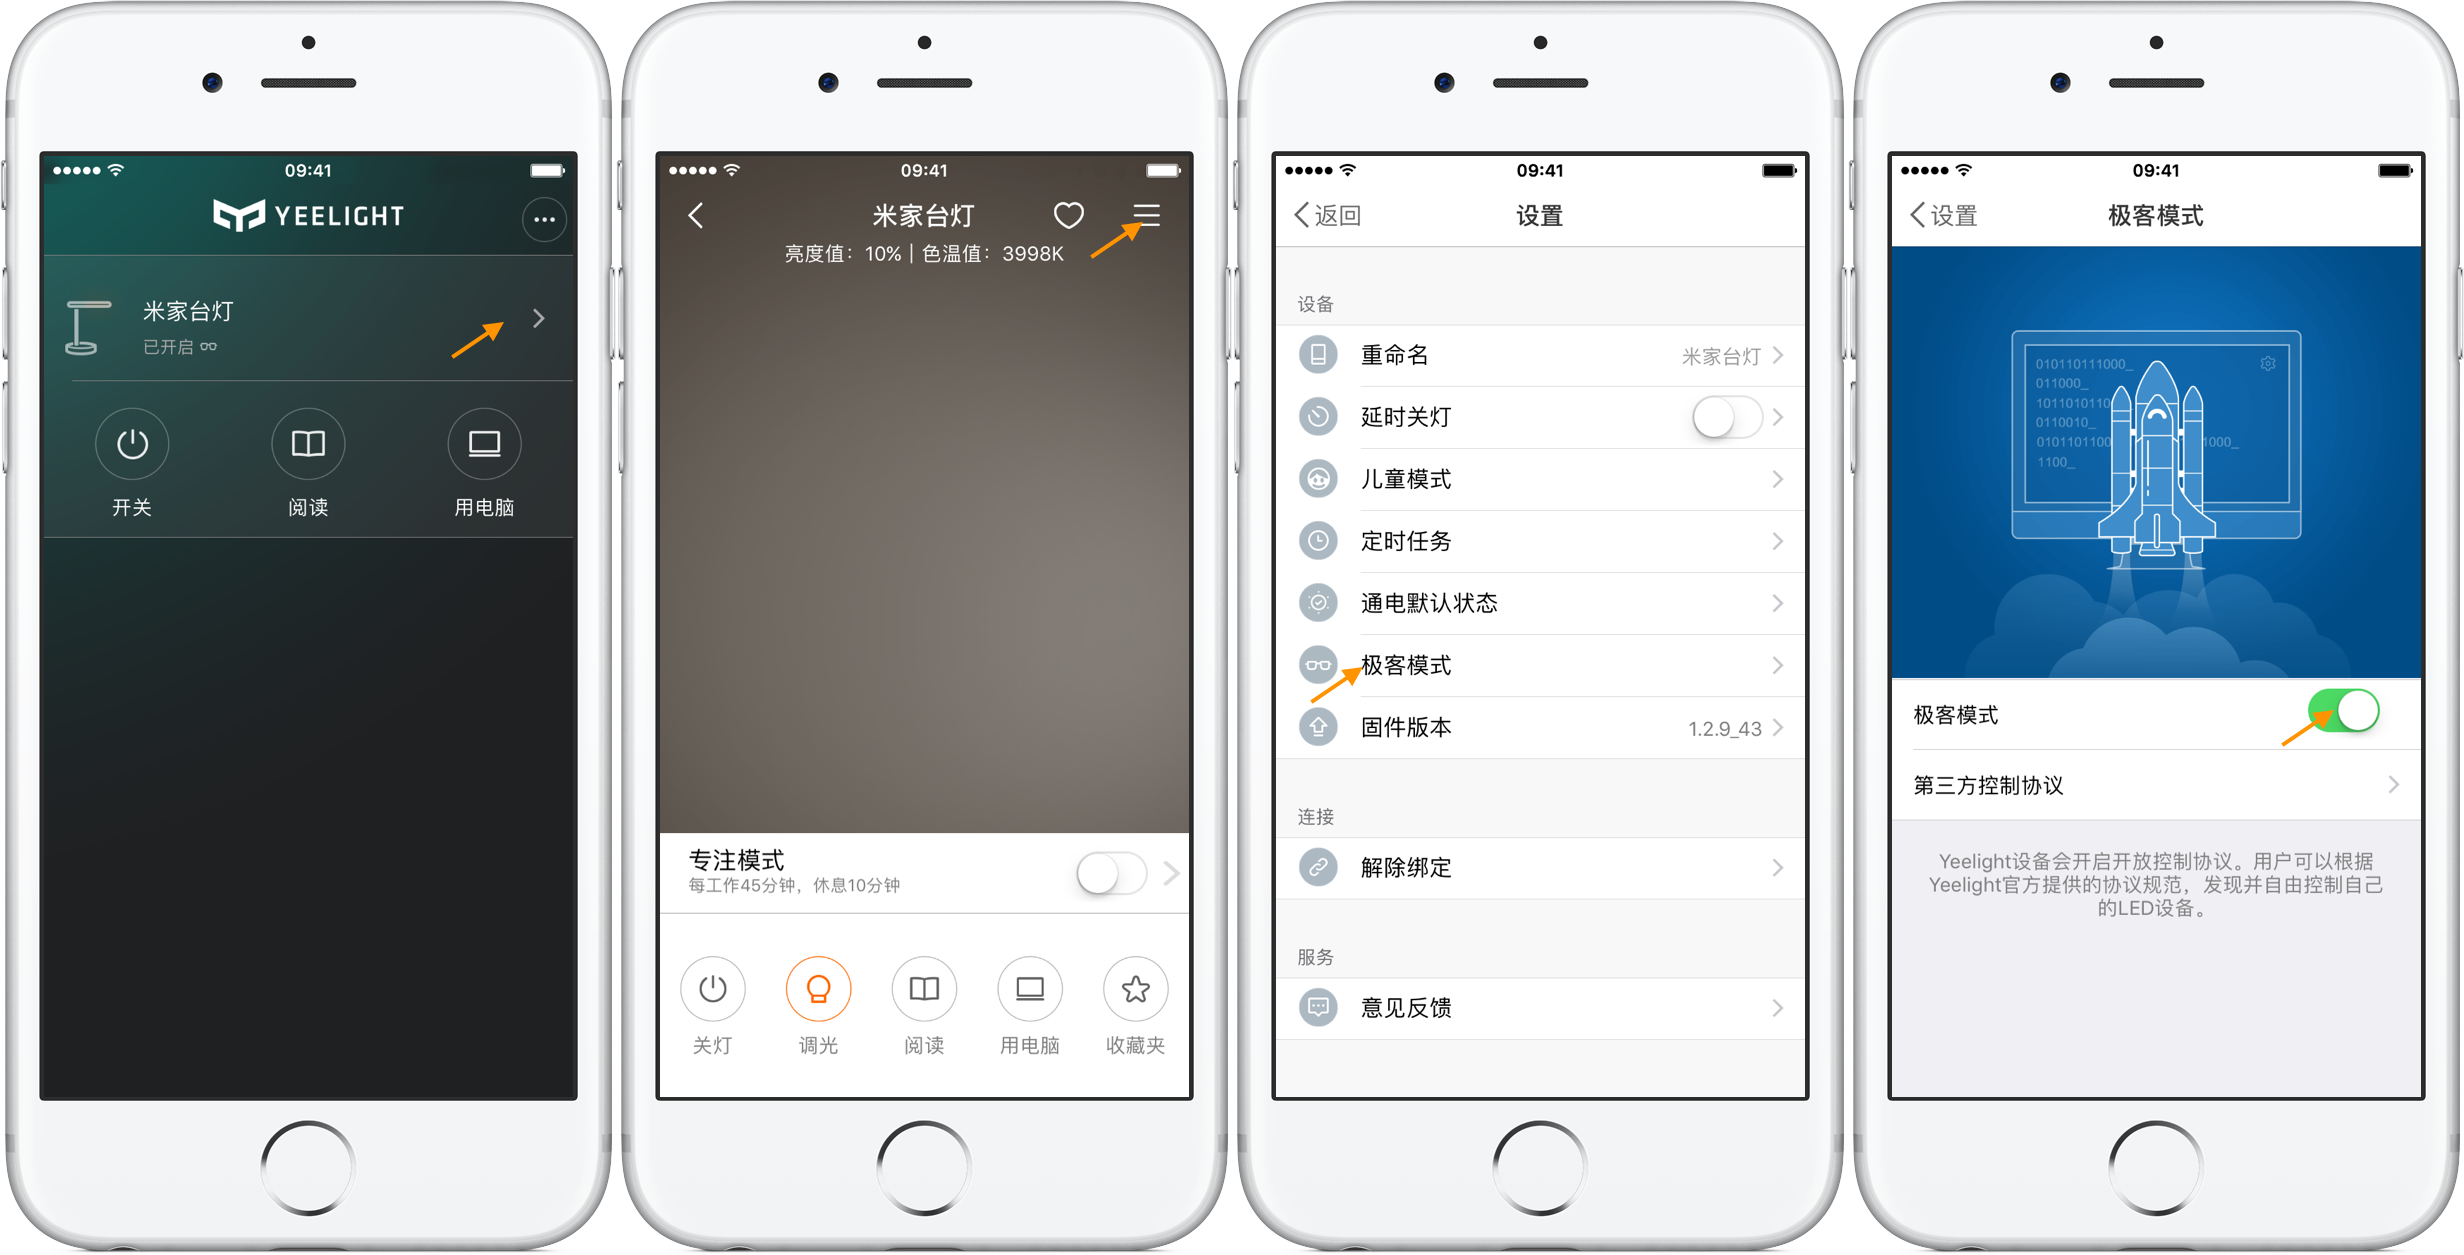 09:41
YEELIGHT
米家台灯
已开启
开关
阅读
用电脑
09:41
米家台灯
亮度值：10% | 色温值：3998K
专注模式
每工作45分钟，休息10分钟
关灯
调光
阅读
用电脑
收藏夹
09:41
返回
设置
设备
重命名
米家台灯
延时关灯
儿童模式
定时任务
通电默认状态
极客模式
固件版本
1.2.9_43
连接
解除绑定
服务
意见反馈
09:41
设置
极客模式
010110111000_
011000_
1011010110
0110010_
0101101100
1000_
1100_
极客模式
第三方控制协议
Yeelight设备会开启开放控制协议。用户可以根据
Yeelight官方提供的协议规范，发现并自由控制自己
的LED设备。